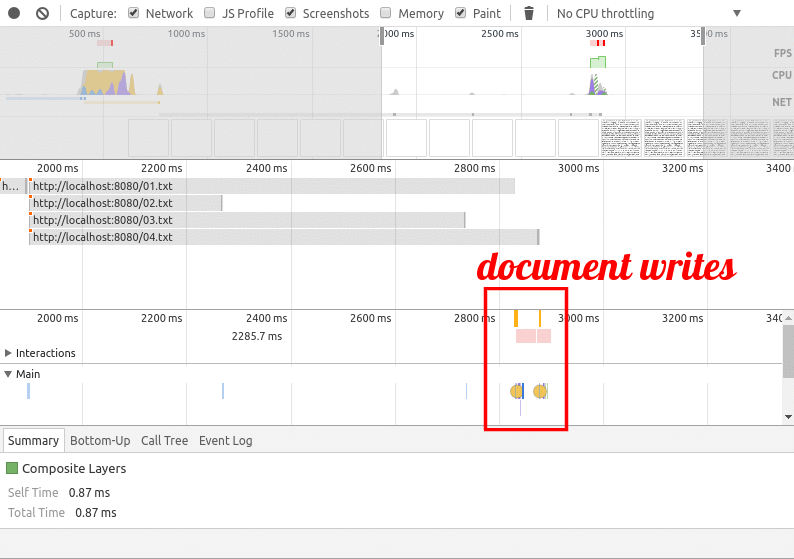 Capture: Network JS Profile Screenshots Memory Paint No CPU throttling
500 ms 1000 ms 1500 ms 000 ms 2500 ms 3000 ms
FPS
CPU
NET
2000 ms 2200 ms 2400 ms 2600 ms 2800 ms 3000 ms 3200 ms 3400
h... http://localhost:8080/01.txt
http://localhost:8080/02.txt
http://localhost:8080/03.txt
http://localhost:8080/04.txt
document writes
2000 ms 2200 ms 2400 ms 2600 ms 2800 ms 3000 ms 3200 ms 340
2285.7 ms
Interactions
Main
Summary Bottom-Up Call Tree Event Log
Composite Layers
Self Time 0.87 ms
Total Time 0.87 ms